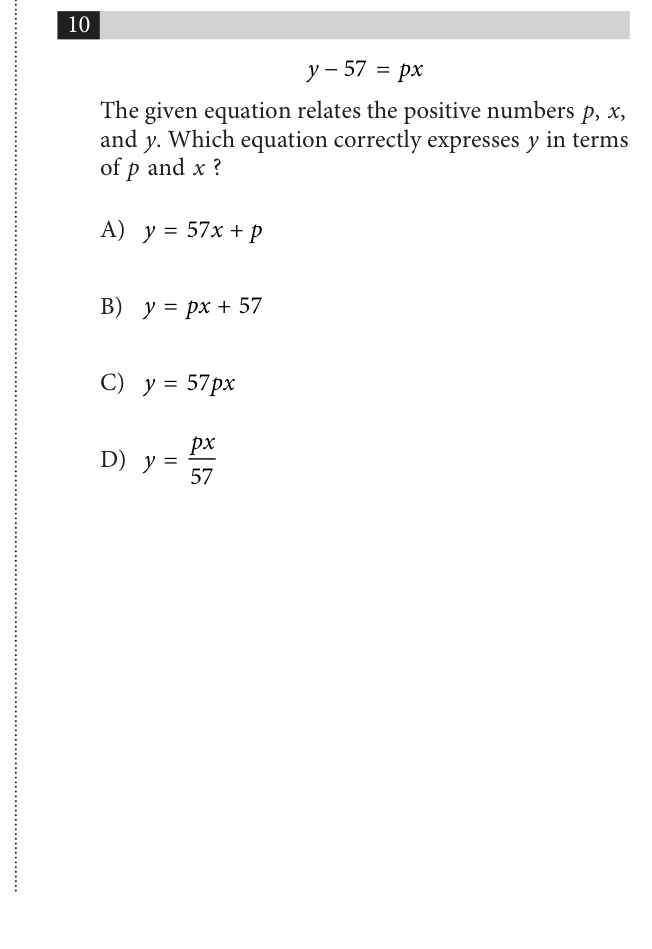 10
y – 57 = px
The given equation relates the positive numbers p, x,
and y. Which equation correctly expresses y in terms
of p and x ?
A) y = 57x + p
B) y = px + 57
C) y = 57px
D) y = px/57